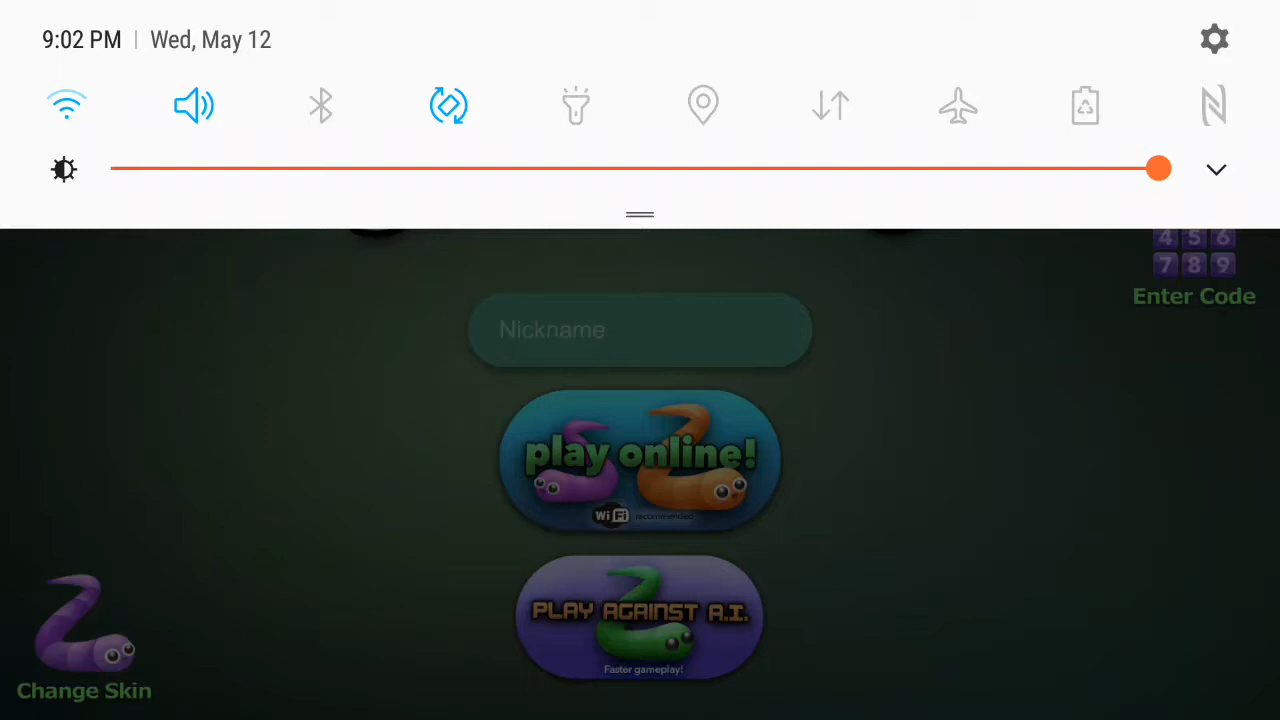 9:02 PM | Wed, May 12
4 5 6
7 8 9
Enter Code
Nickname
play online!
WiFi recommended
PLAY AGAINST A.I.
Faster gameplay!
Change Skin